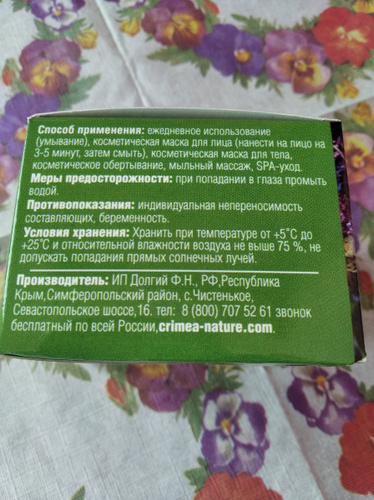 Способ применения: ежедневное использование
(умывание), косметическая маска для лица (нанести на лицо на
3-5 минут, затем смыть), косметическая маска для тела,
косметическое обертывание, мыльный массаж, SPA-уход.
Меры предосторожности: при попадании в глаза промыть
водой.
Противопоказания: индивидуальная непереносимость
составляющих, беременность.
Условия хранения: Хранить при температуре от +5°С до
+25°С и относительной влажности воздуха не выше 75 %, не
допускать попадания прямых солнечных лучей.
Производитель: ИП Долгий Ф.Н., РФ,Республика
Крым,Симферопольский район, с.Чистенькое,
Севастопольское шоссе,16. тел: 8 (800) 707 52 61 звонок
бесплатный по всей России,crimea-nature.com.